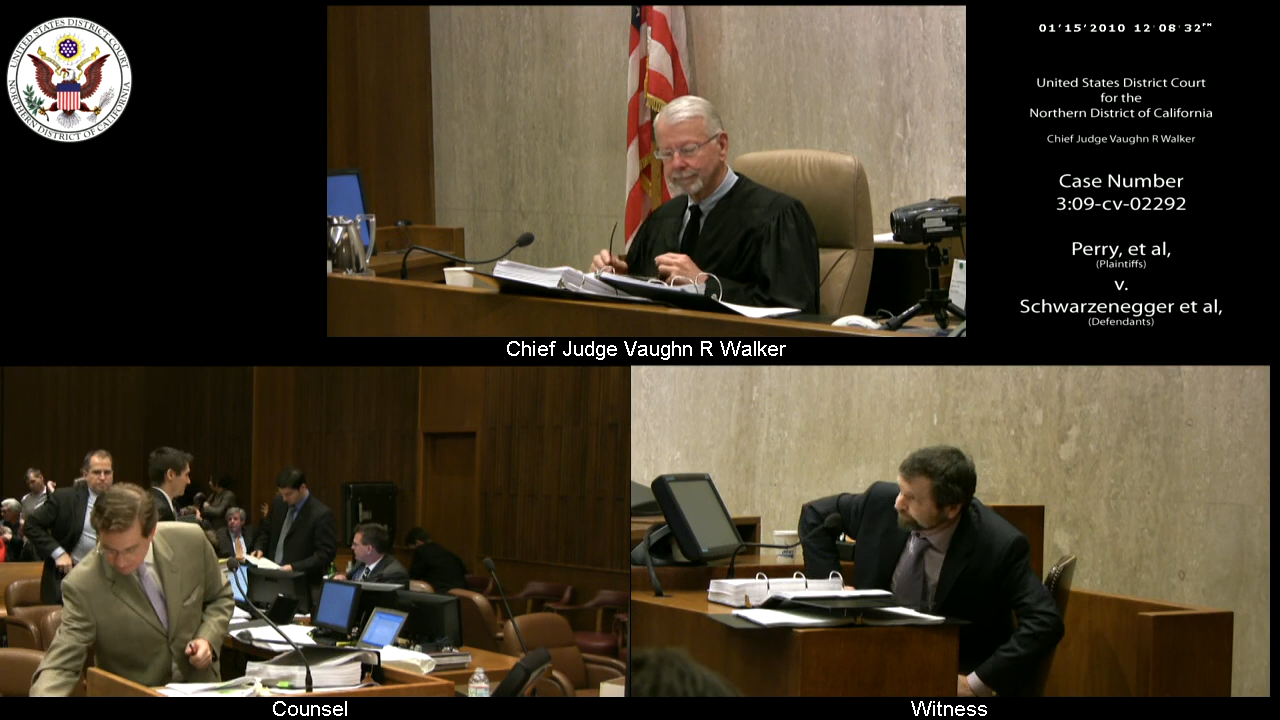 UNITED STATES DISTRICT COURT
NORTHERN DISTRICT OF CALIFORNIA
01'15'2010 12:08:32PM
United States District Court
for the
Northern District of California
Chief Judge Vaughn R Walker
Case Number
3:09-cv-02292
Perry, et al,
(Plaintiffs)
v.
Schwarzenegger et al,
(Defendants)
Chief Judge Vaughn R Walker
Counsel
Witness